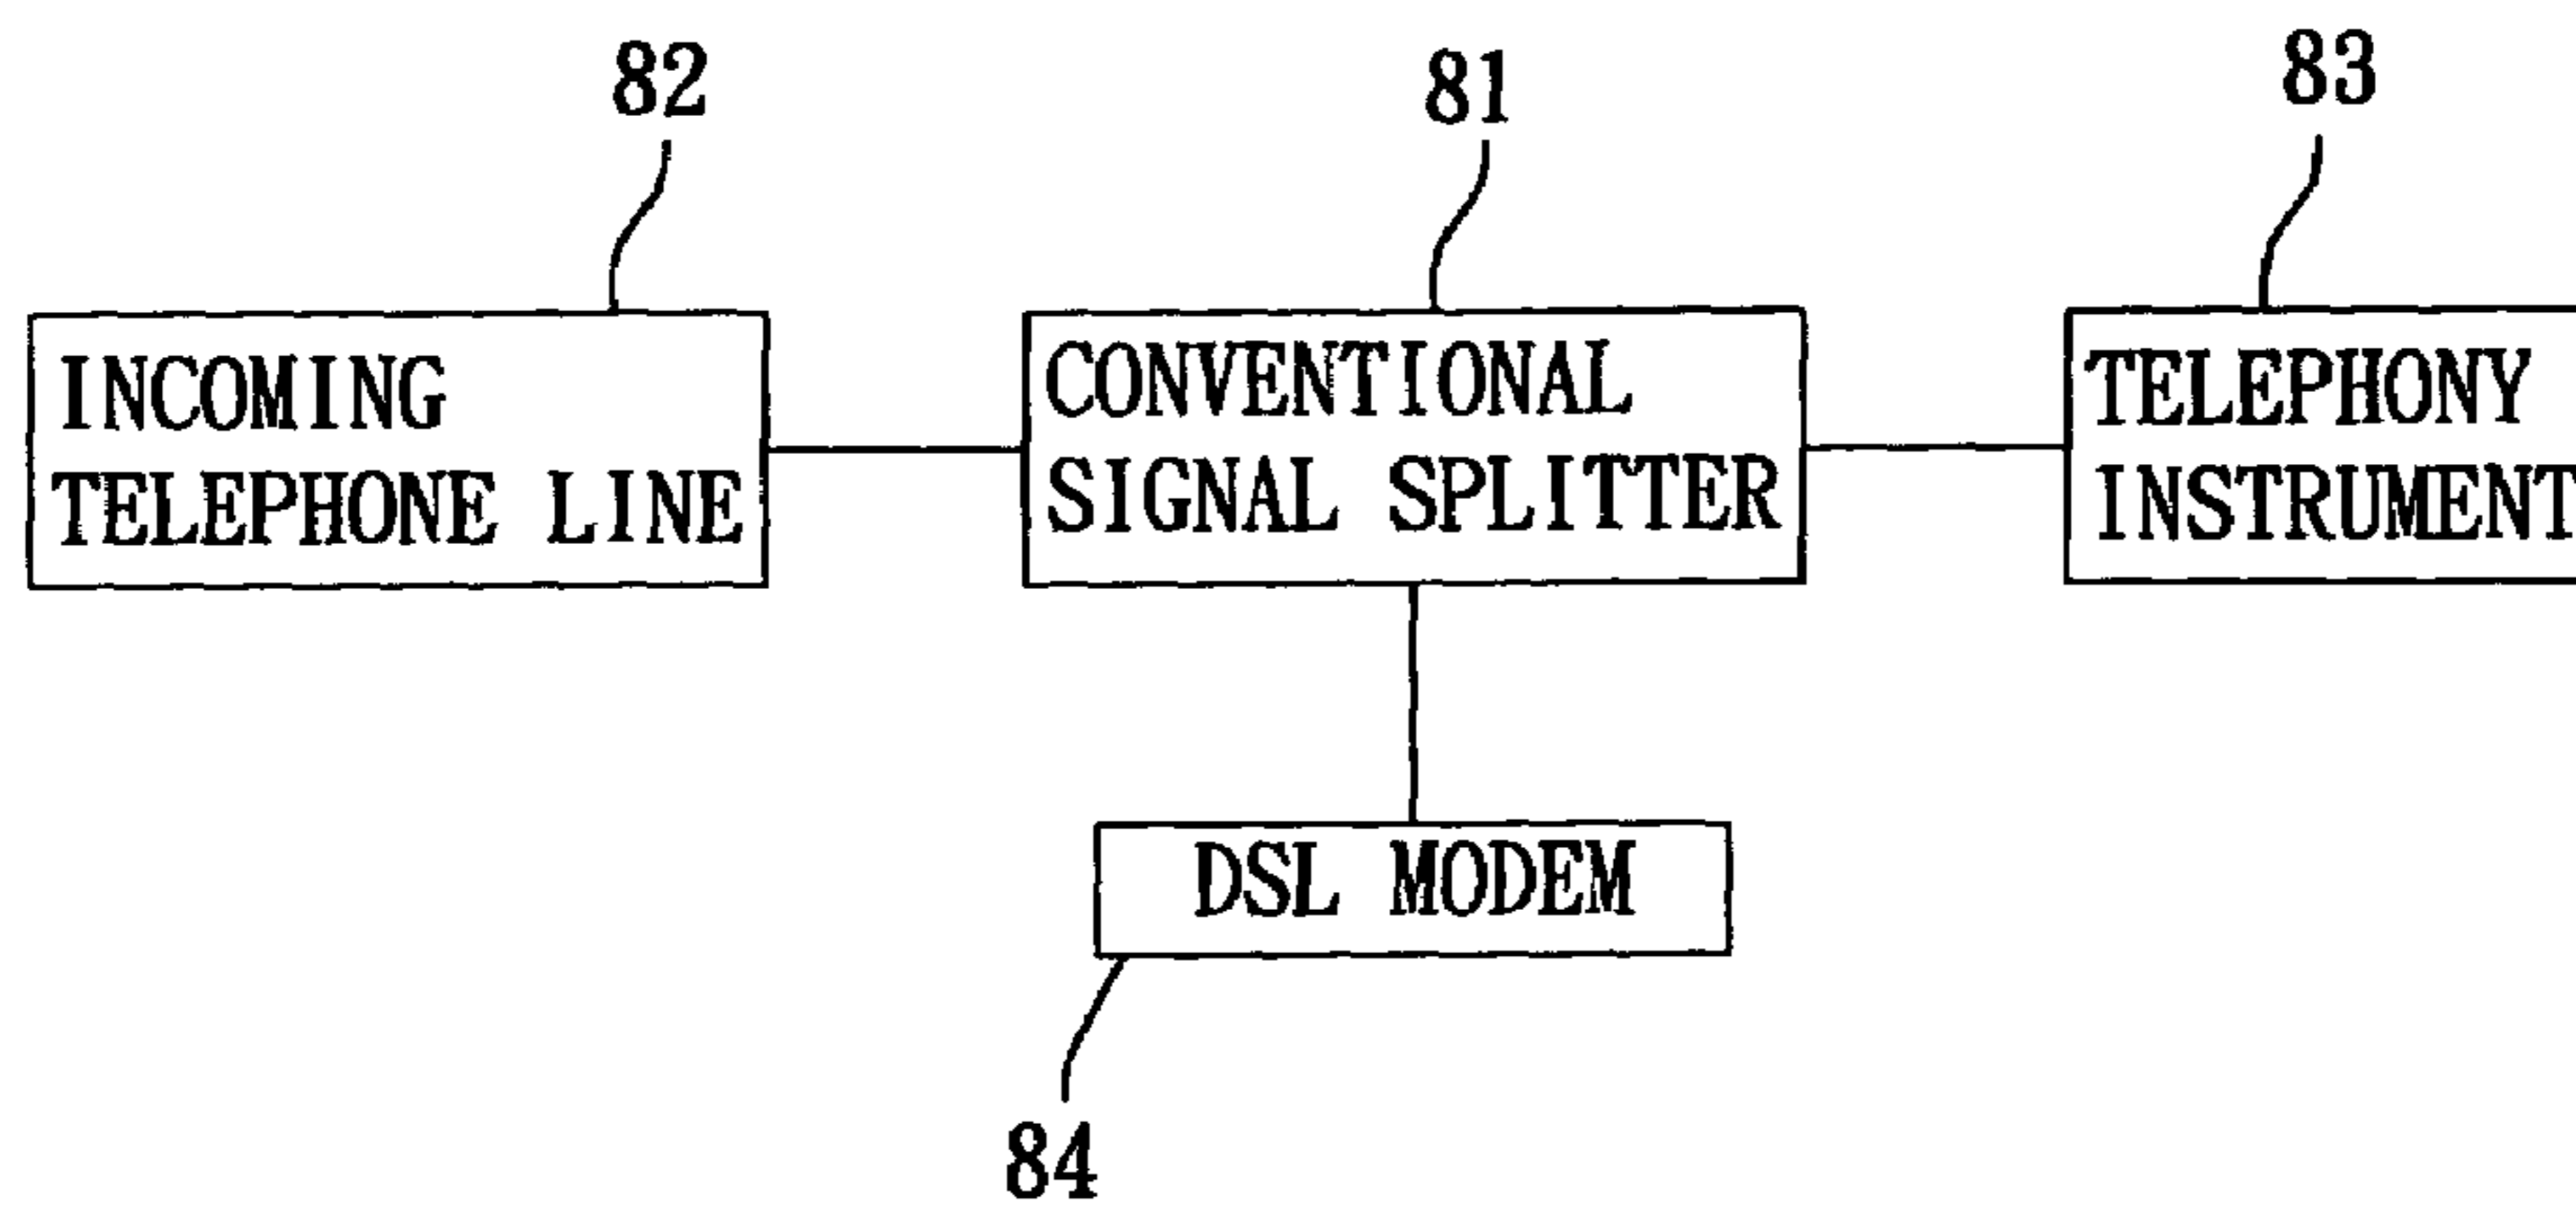 82
81
83
INCOMING
TELEPHONE LINE
CONVENTIONAL
SIGNAL SPLITTER
TELEPHONY
INSTRUMENT
DSL MODEM
84